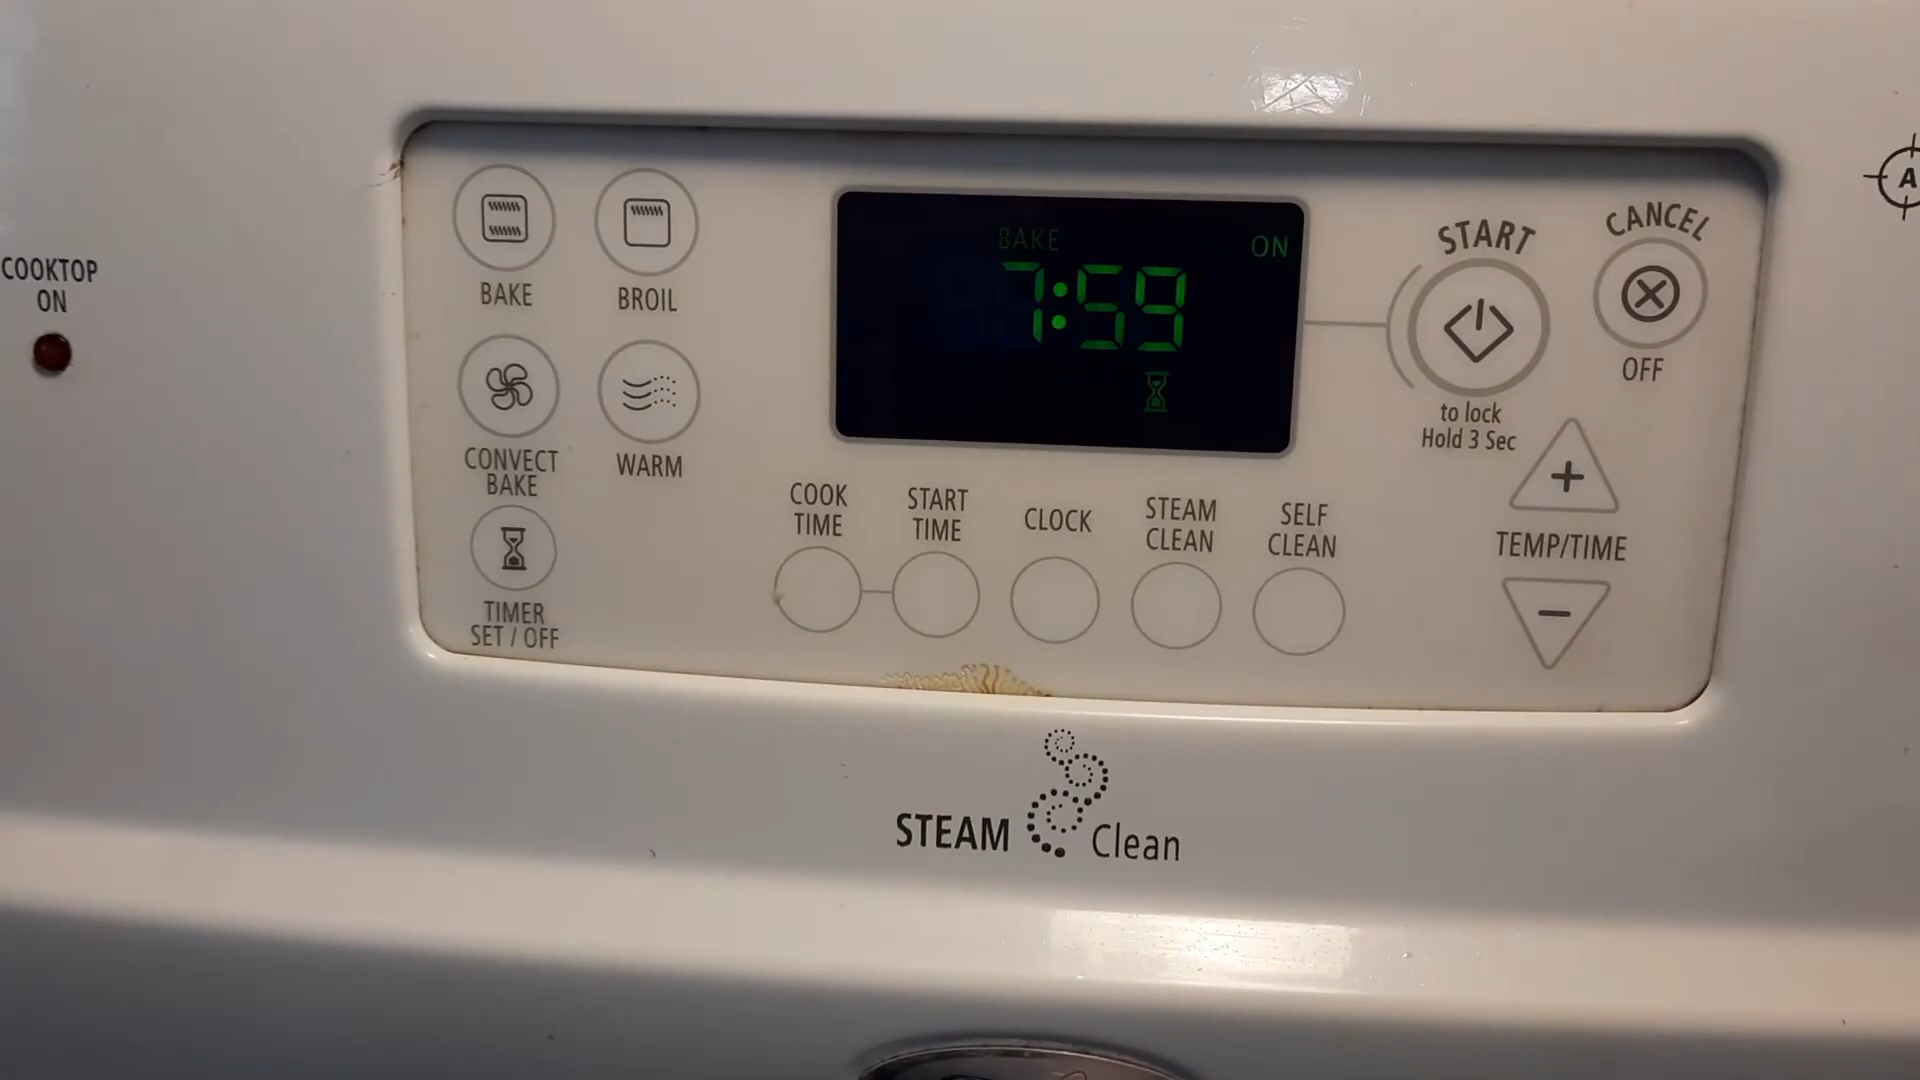 COOKTOP
ON
BAKE
BROIL
CONVECT
BAKE
WARM
TIMER
SET / OFF
BAKE
ON
7:59
COOK
TIME
START
TIME
CLOCK
STEAM
CLEAN
SELF
CLEAN
START
to lock
Hold 3 Sec
CANCEL
OFF
+
TEMP/TIME
−
A
STEAM Clean